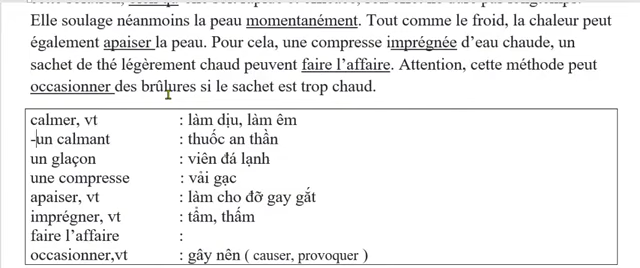 Elle soulage néanmoins la peau momentanément. Tout comme le froid, la chaleur peut
également apaiser la peau. Pour cela, une compresse imprégnée d’eau chaude, un
sachet de thé légèrement chaud peuvent faire l’affaire. Attention, cette méthode peut
occasionner des brûlures si le sachet est trop chaud.
calmer, vt : làm dịu, làm êm
-un calmant : thuốc an thần
un glaçon : viên đá lạnh
une compresse : vải gạc
apaiser, vt : làm cho đỡ gay gắt
imprégner, vt : tẩm, thấm
faire l’affaire :
occasionner,vt : gây nên ( causer, provoquer )